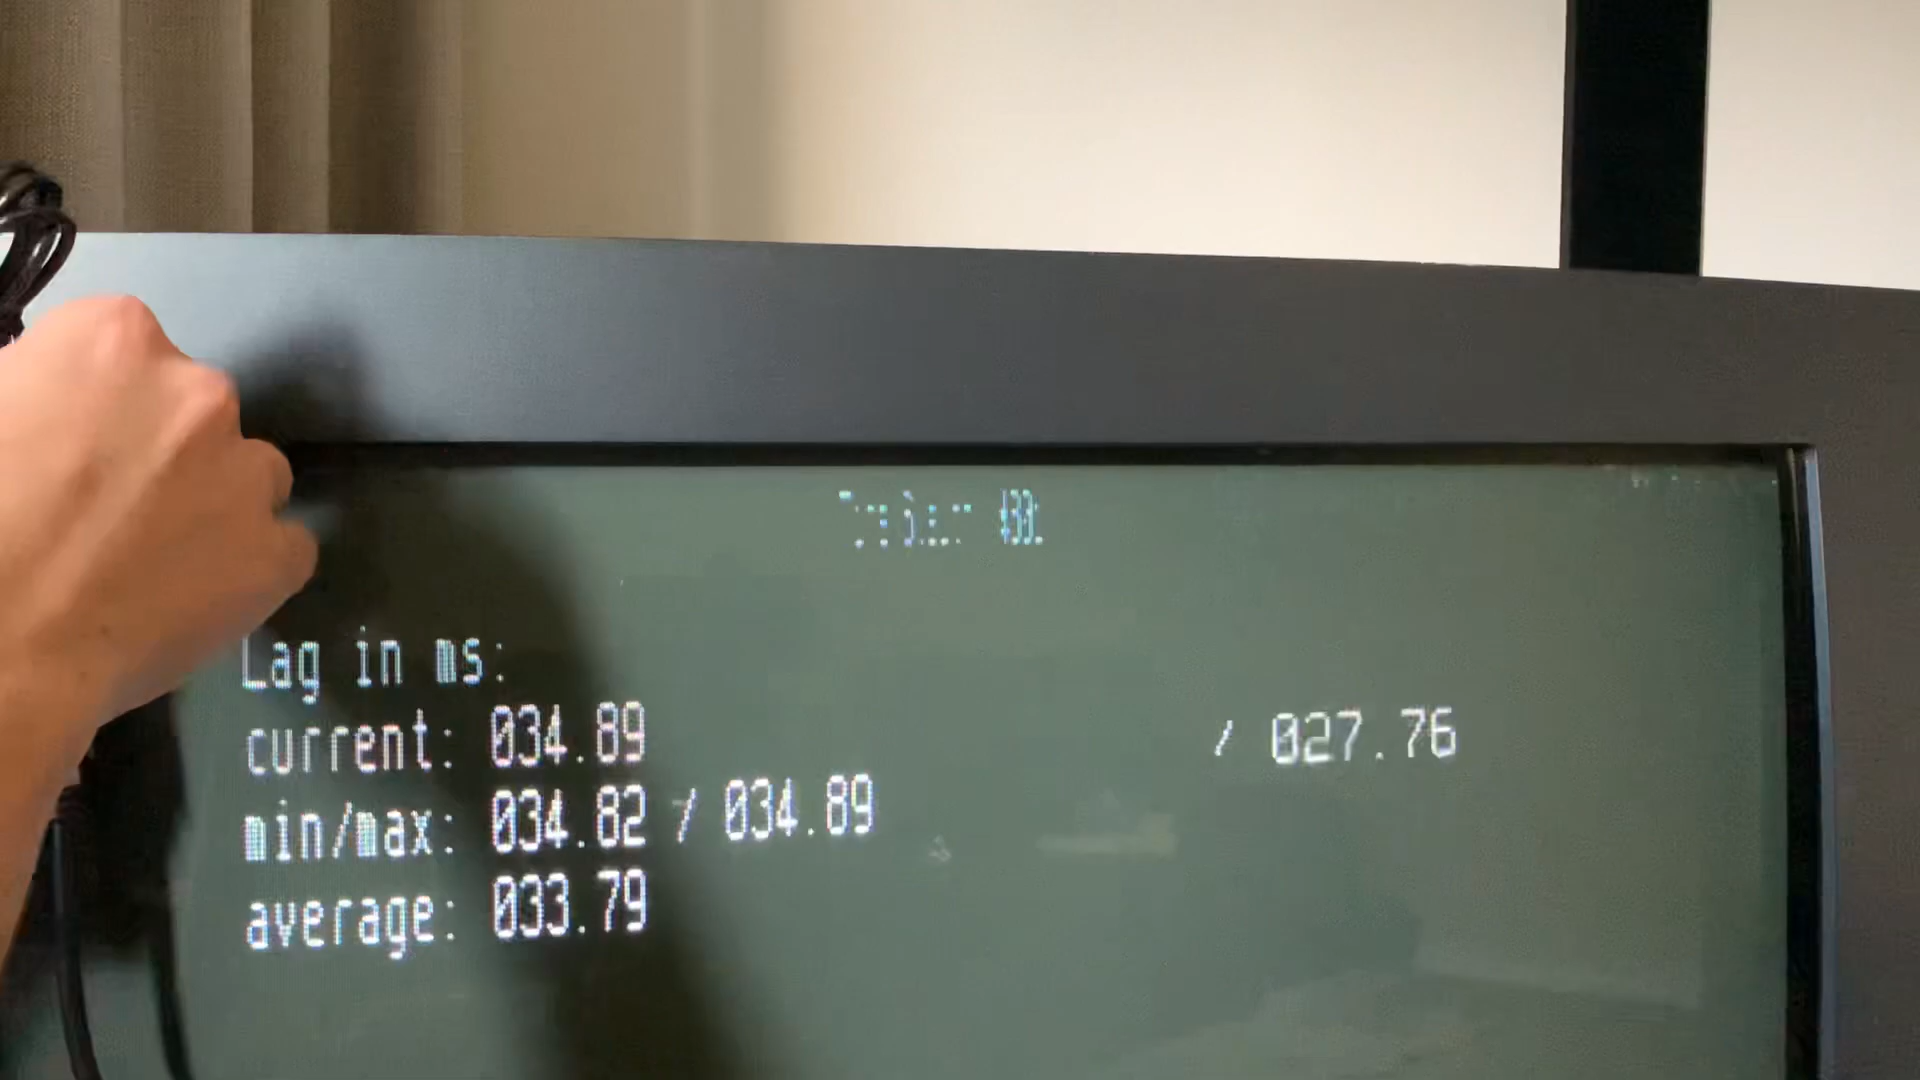 Lag in ms:
current: 034.89 / 027.76
min/max: 034.82 / 034.89
average: 033.79